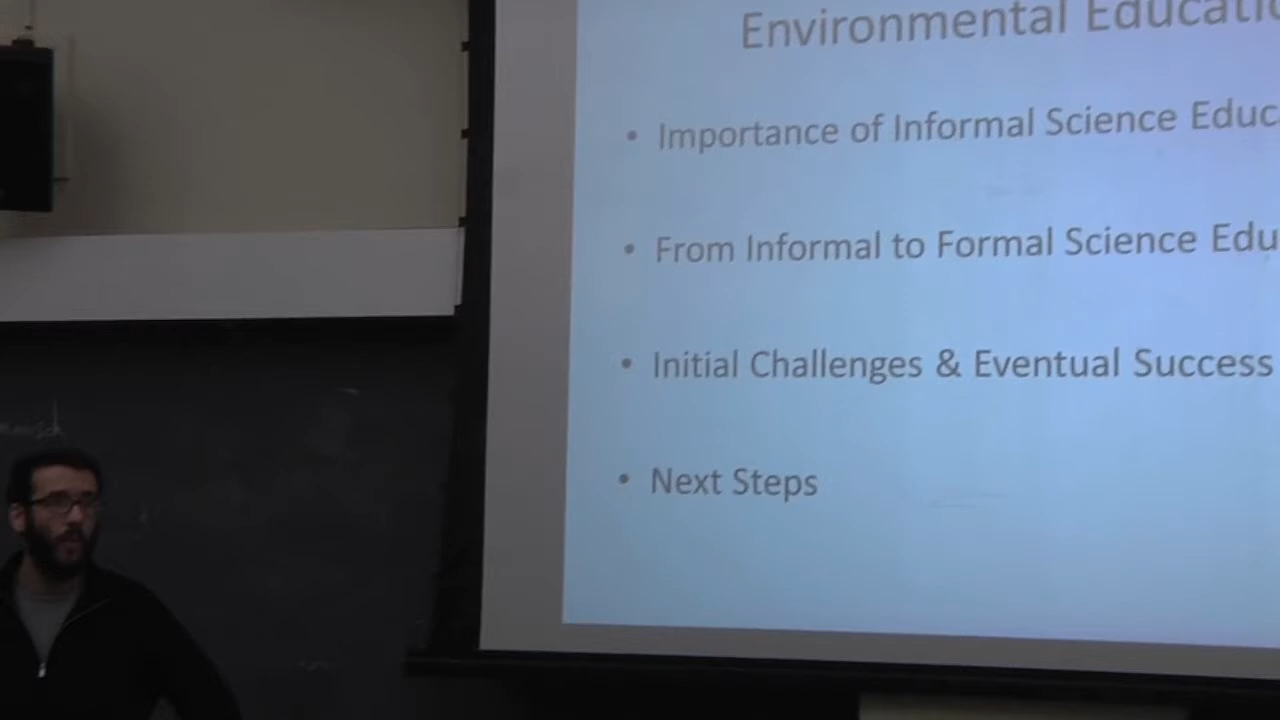 Environmental Educatio
• Importance of Informal Science Educ
• From Informal to Formal Science Edu
• Initial Challenges & Eventual Success
• Next Steps